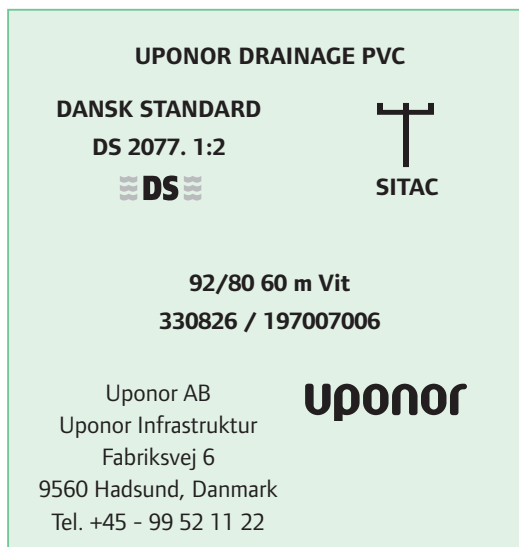 UPONOR DRAINAGE PVC
DANSK STANDARD
DS 2077. 1:2
DS
SITAC
92/80 60 m Vit
330826 / 197007006
Uponor AB
Uponor Infrastruktur
Fabriksvej 6
9560 Hadsund, Danmark
Tel. +45 - 99 52 11 22
uponor